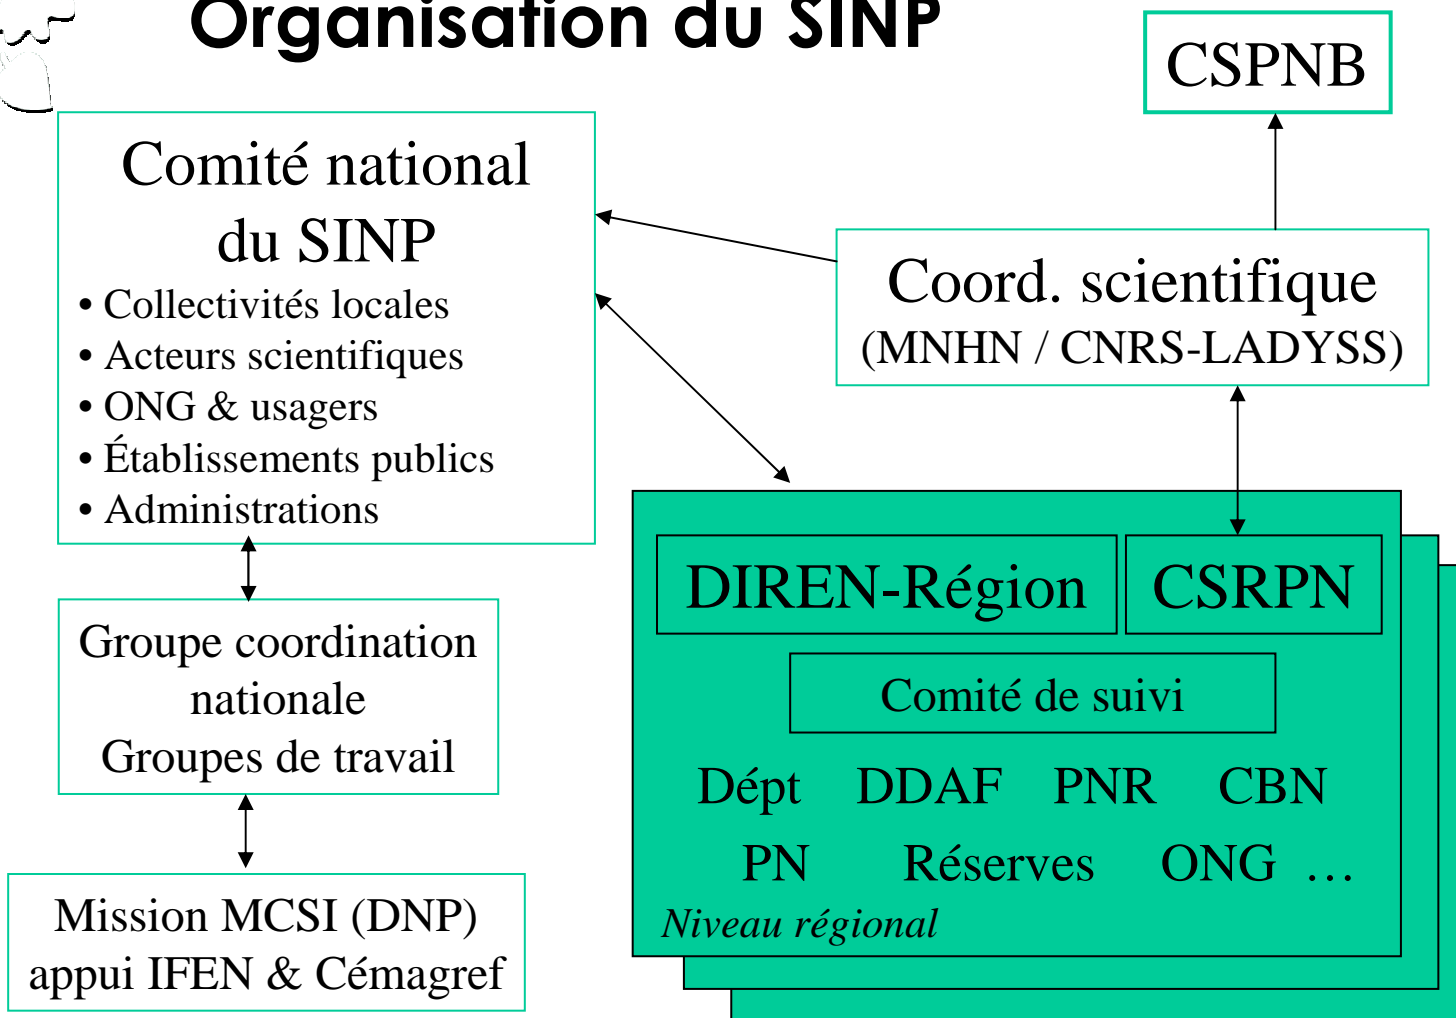 Organisation du SINP
CSPNB
Comité national
du SINP
• Collectivités locales
• Acteurs scientifiques
• ONG & usagers
• Établissements publics
• Administrations
Coord. scientifique
(MNHN / CNRS-LADYSS)
Groupe coordination
nationale
Groupes de travail
Mission MCSI (DNP)
appui IFEN & Cémagref
DIREN-Région
CSRPN
Comité de suivi
Dépt DDAF PNR CBN
PN Réserves ONG …
Niveau régional